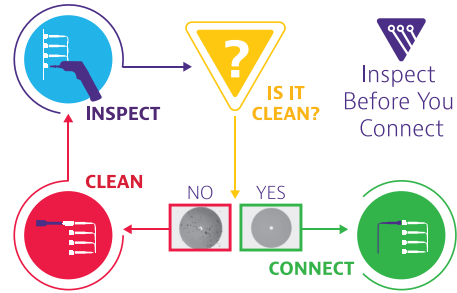 ?
INSPECT
IS IT
CLEAN?
Inspect
Before You
Connect
CLEAN
NO
YES
CONNECT